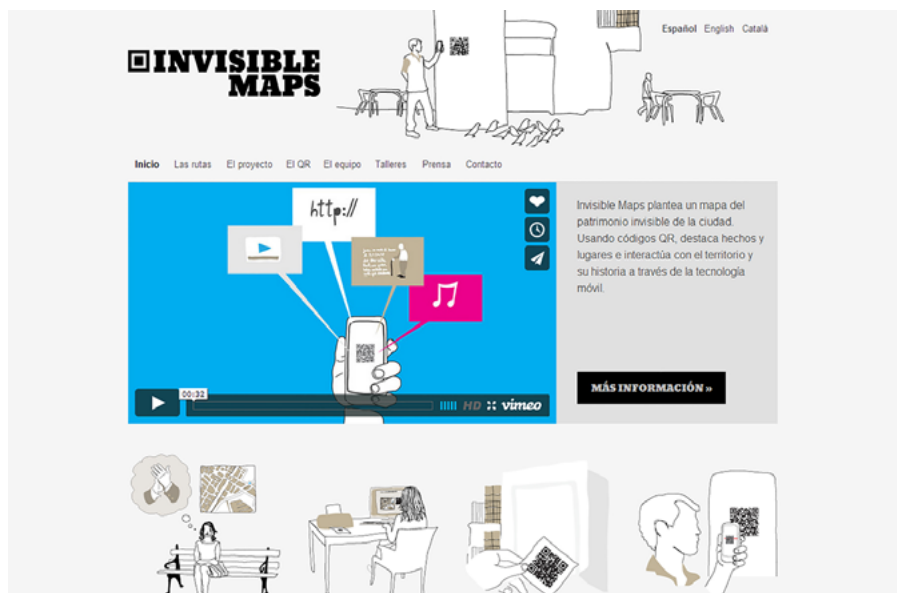 Español English Català
INVISIBLE
MAPS
Inicio Las rutas El proyecto El QR El equipo Talleres Prensa Contacto
http://
Invisible Maps plantea un mapa del
patrimonio invisible de la ciudad.
Usando códigos QR, destaca hechos y
lugares e interactúa con el territorio y
su historia a través de la tecnología
móvil.
MÁS INFORMACIÓN »
00:32
HD vimeo